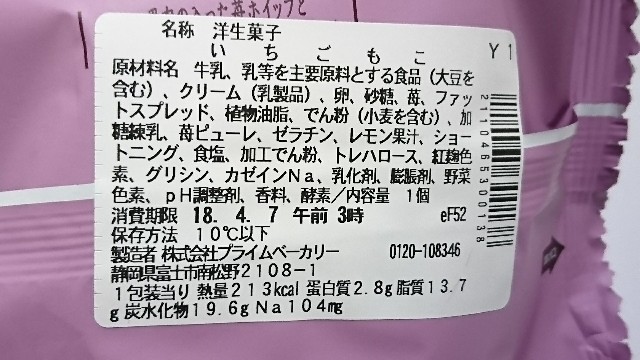 名称 洋生菓子
いちごもこ
Y1
原材料名 牛乳、乳等を主要原料とする食品（大豆を
含む）、クリーム（乳製品）、卵、砂糖、苺、ファッ
トスプレッド、植物油脂、でん粉（小麦を含む）、加
糖練乳、苺ピューレ、ゼラチン、レモン果汁、ショー
トニング、食塩、加工でん粉、トレハロース、紅麹色
素、グリシン、カゼインNa、乳化剤、膨脹剤、野菜
色素、pH調整剤、香料、酵素／内容量 1個
消費期限 18. 4. 7 午前 3時 eF52
保存方法 10℃以下
製造者 株式会社プライムベーカリー 0120-108346
静岡県富士市南松野2108-1
1包装当り 熱量213kcal 蛋白質2.8g 脂質13.7
g 炭水化物19.6g Na104mg
2110465300138